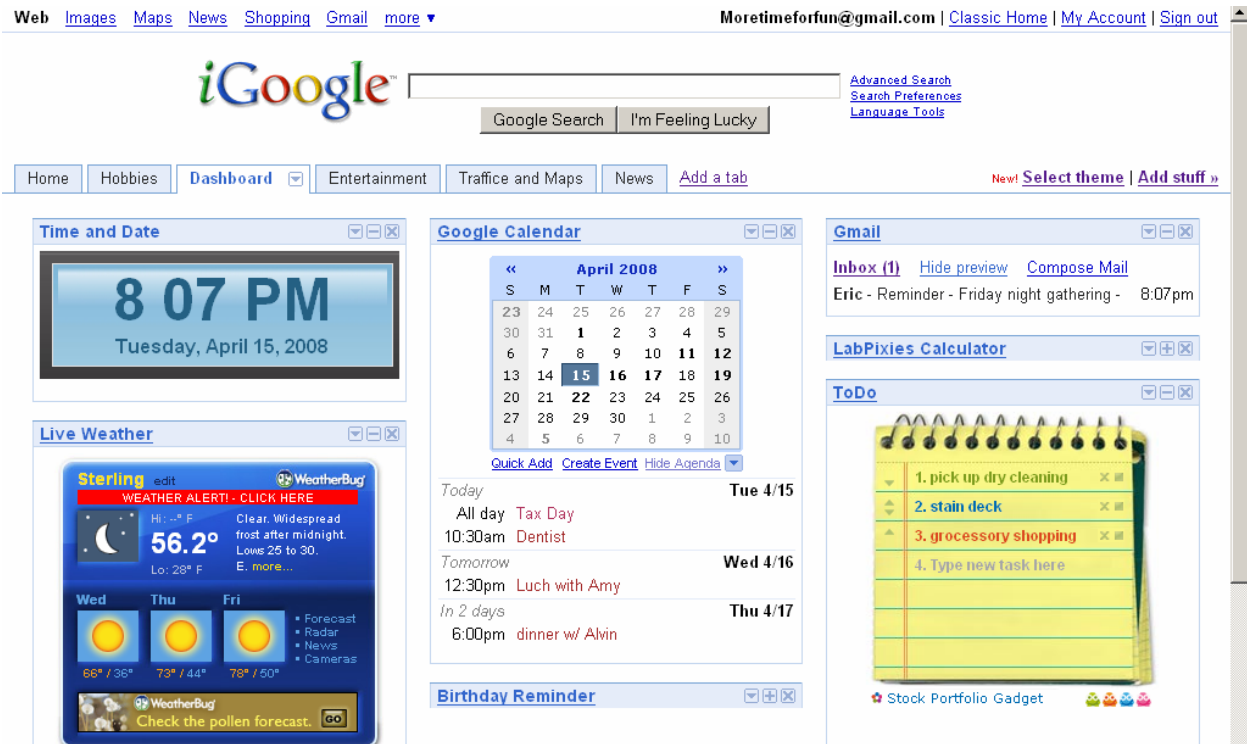 Web Images Maps News Shopping Gmail more ▼
Moretimeforfun@gmail.com | Classic Home | My Account | Sign out
iGoogle™
Advanced Search
Search Preferences
Language Tools
Google Search I'm Feeling Lucky
Home Hobbies Dashboard Entertainment Traffice and Maps News Add a tab
New! Select theme | Add stuff »
Time and Date
8 07 PM
Tuesday, April 15, 2008
Live Weather
Sterling edit
WeatherBug
WEATHER ALERT! - CLICK HERE
Hi: --° F
56.2°
Lo: 28° F
Clear. Widespread
frost after midnight.
Lows 25 to 30.
E. more...
Wed Thu Fri
66° / 36° 73° / 44° 78° / 50°
Forecast
Radar
News
Cameras
WeatherBug
Check the pollen forecast. GO
Google Calendar
« April 2008 »
S M T W T F S
23 24 25 26 27 28 29
30 31 1 2 3 4 5
6 7 8 9 10 11 12
13 14 15 16 17 18 19
20 21 22 23 24 25 26
27 28 29 30 1 2 3
4 5 6 7 8 9 10
Quick Add Create Event Hide Agenda
Today Tue 4/15
All day Tax Day
10:30am Dentist
Tomorrow Wed 4/16
12:30pm Luch with Amy
In 2 days Thu 4/17
6:00pm dinner w/ Alvin
Birthday Reminder
Gmail
Inbox (1) Hide preview Compose Mail
Eric - Reminder - Friday night gathering - 8:07pm
LabPixies Calculator
ToDo
1. pick up dry cleaning
2. stain deck
3. grocessory shopping
4. Type new task here
Stock Portfolio Gadget